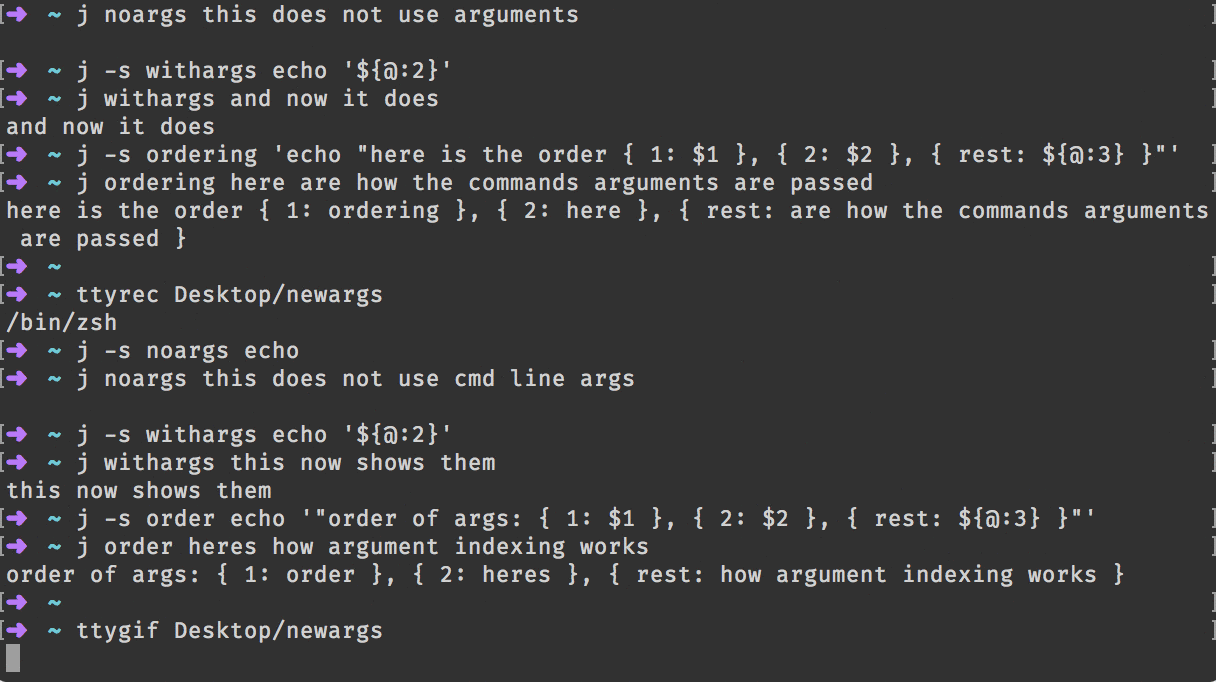 [➜  ~ j noargs this does not use arguments ]

[➜  ~ j -s withargs echo '${@:2}' ]
[➜  ~ j withargs and now it does ]
and now it does
[➜  ~ j -s ordering 'echo "here is the order { 1: $1 }, { 2: $2 }, { rest: ${@:3} }"' ]
[➜  ~ j ordering here are how the commands arguments are passed ]
here is the order { 1: ordering }, { 2: here }, { rest: are how the commands arguments
 are passed }
[➜  ~ ]
[➜  ~ ttyrec Desktop/newargs ]
/bin/zsh
[➜  ~ j -s noargs echo ]
[➜  ~ j noargs this does not use cmd line args ]

[➜  ~ j -s withargs echo '${@:2}' ]
[➜  ~ j withargs this now shows them ]
this now shows them
[➜  ~ j -s order echo '"order of args: { 1: $1 }, { 2: $2 }, { rest: ${@:3} }"' ]
[➜  ~ j order heres how argument indexing works ]
order of args: { 1: order }, { 2: heres }, { rest: how argument indexing works }
[➜  ~ ]
[➜  ~ ttygif Desktop/newargs ]